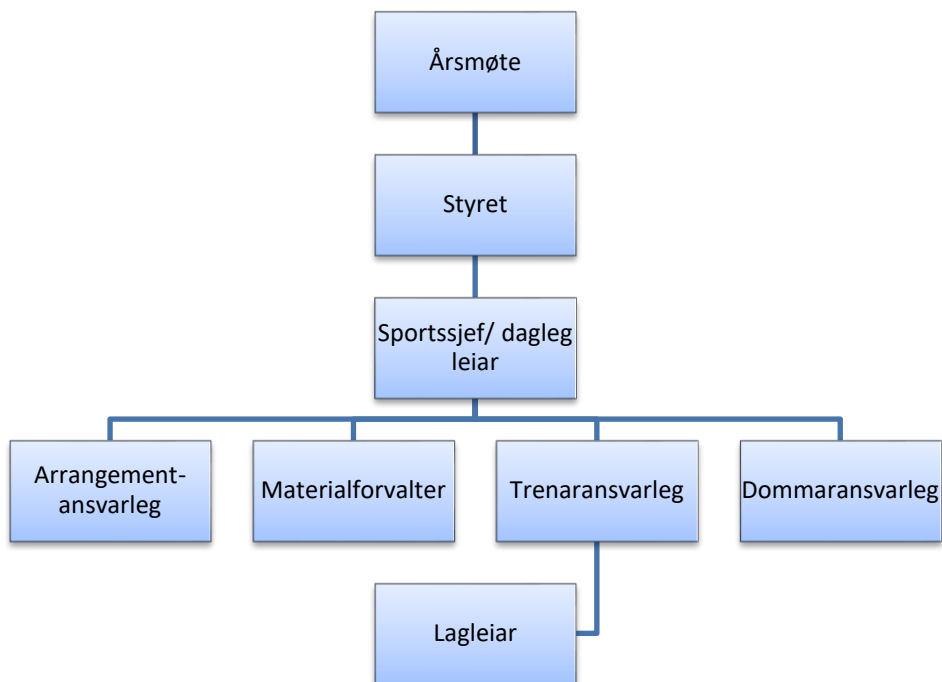 Årsmøte
Styret
Sportssjef/ dagleg
leiar
Arrangement-
ansvarleg
Materialforvalter
Trenaransvarleg
Dommaransvarleg
Lagleiar